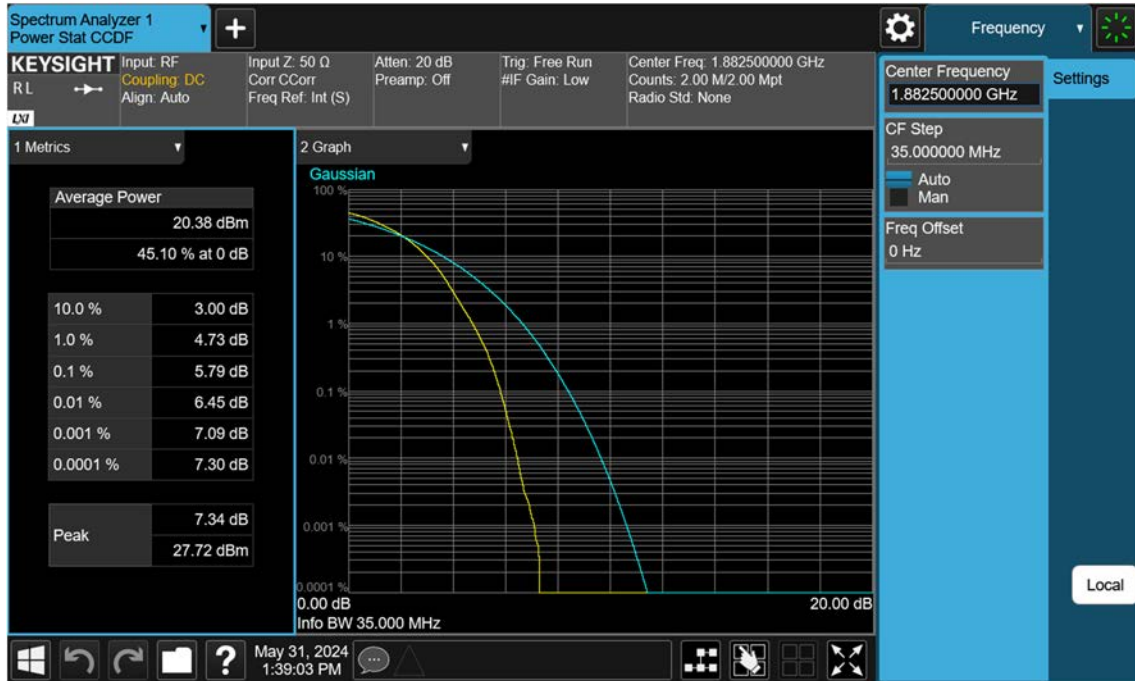 Spectrum Analyzer 1
Power Stat CCDF
Frequency
KEYSIGHT
R L
LXI
Input: RF
Coupling: DC
Align: Auto
Input Z: 50 Ω
Corr CCorr
Freq Ref: Int (S)
Atten: 20 dB
Preamp: Off
Trig: Free Run
#IF Gain: Low
Center Freq: 1.882500000 GHz
Counts: 2.00 M/2.00 Mpt
Radio Std: None
Center Frequency
1.882500000 GHz
Settings
CF Step
35.000000 MHz
Auto
Man
Freq Offset
0 Hz
Local
1 Metrics
Average Power
20.38 dBm
45.10 % at 0 dB
10.0 % 3.00 dB
1.0 % 4.73 dB
0.1 % 5.79 dB
0.01 % 6.45 dB
0.001 % 7.09 dB
0.0001 % 7.30 dB
Peak
7.34 dB
27.72 dBm
2 Graph
Gaussian
100 %
10 %
1 %
0.1 %
0.01 %
0.001 %
0.0001 %
0.00 dB 20.00 dB
Info BW 35.000 MHz
?
May 31, 2024
1:39:03 PM